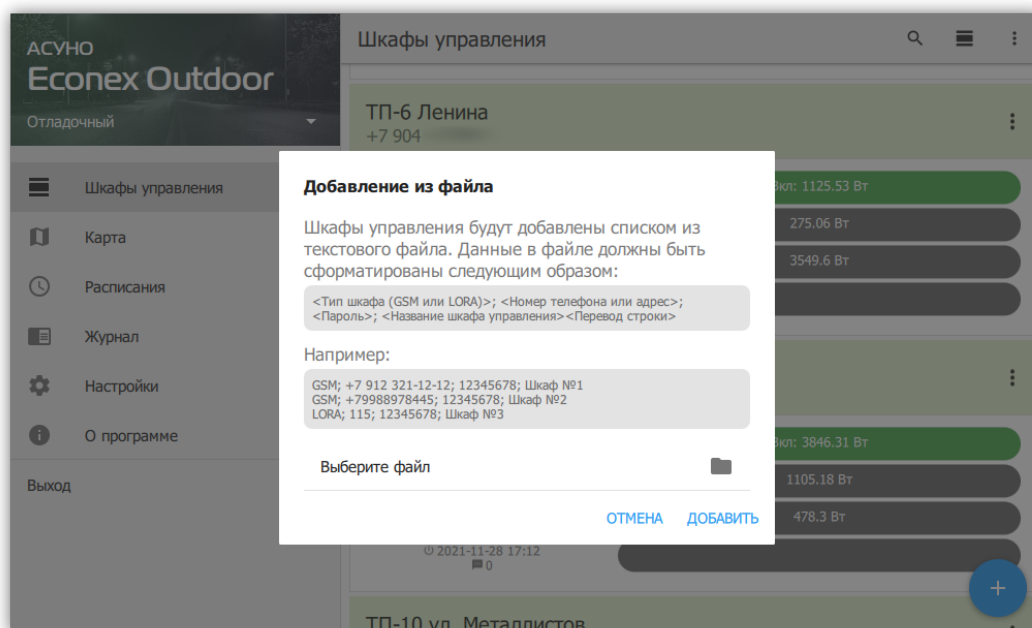 АСУНО
Econex Outdoor
Отладочный
Шкафы управления
Карта
Расписания
Журнал
Настройки
О программе
Выход
Шкафы управления
ТП-6 Ленина
+7 904
Вкл: 1125.53 Вт
275.06 Вт
3549.6 Вт
Добавление из файла
Шкафы управления будут добавлены списком из
текстового файла. Данные в файле должны быть
сформатированы следующим образом:
<Тип шкафа (GSM или LORA)>; <Номер телефона или адрес>;
<Пароль>; <Название шкафа управления><Перевод строки>
Например:
GSM; +7 912 321-12-12; 12345678; Шкаф №1
GSM; +79988978445; 12345678; Шкаф №2
LORA; 115; 12345678; Шкаф №3
Выберите файл
ОТМЕНА ДОБАВИТЬ
Вкл: 3846.31 Вт
1105.18 Вт
478.3 Вт
2021-11-28 17:12
0
ТП-10 ул. Металлистов